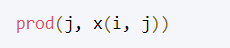 prod(j, x(i, j))